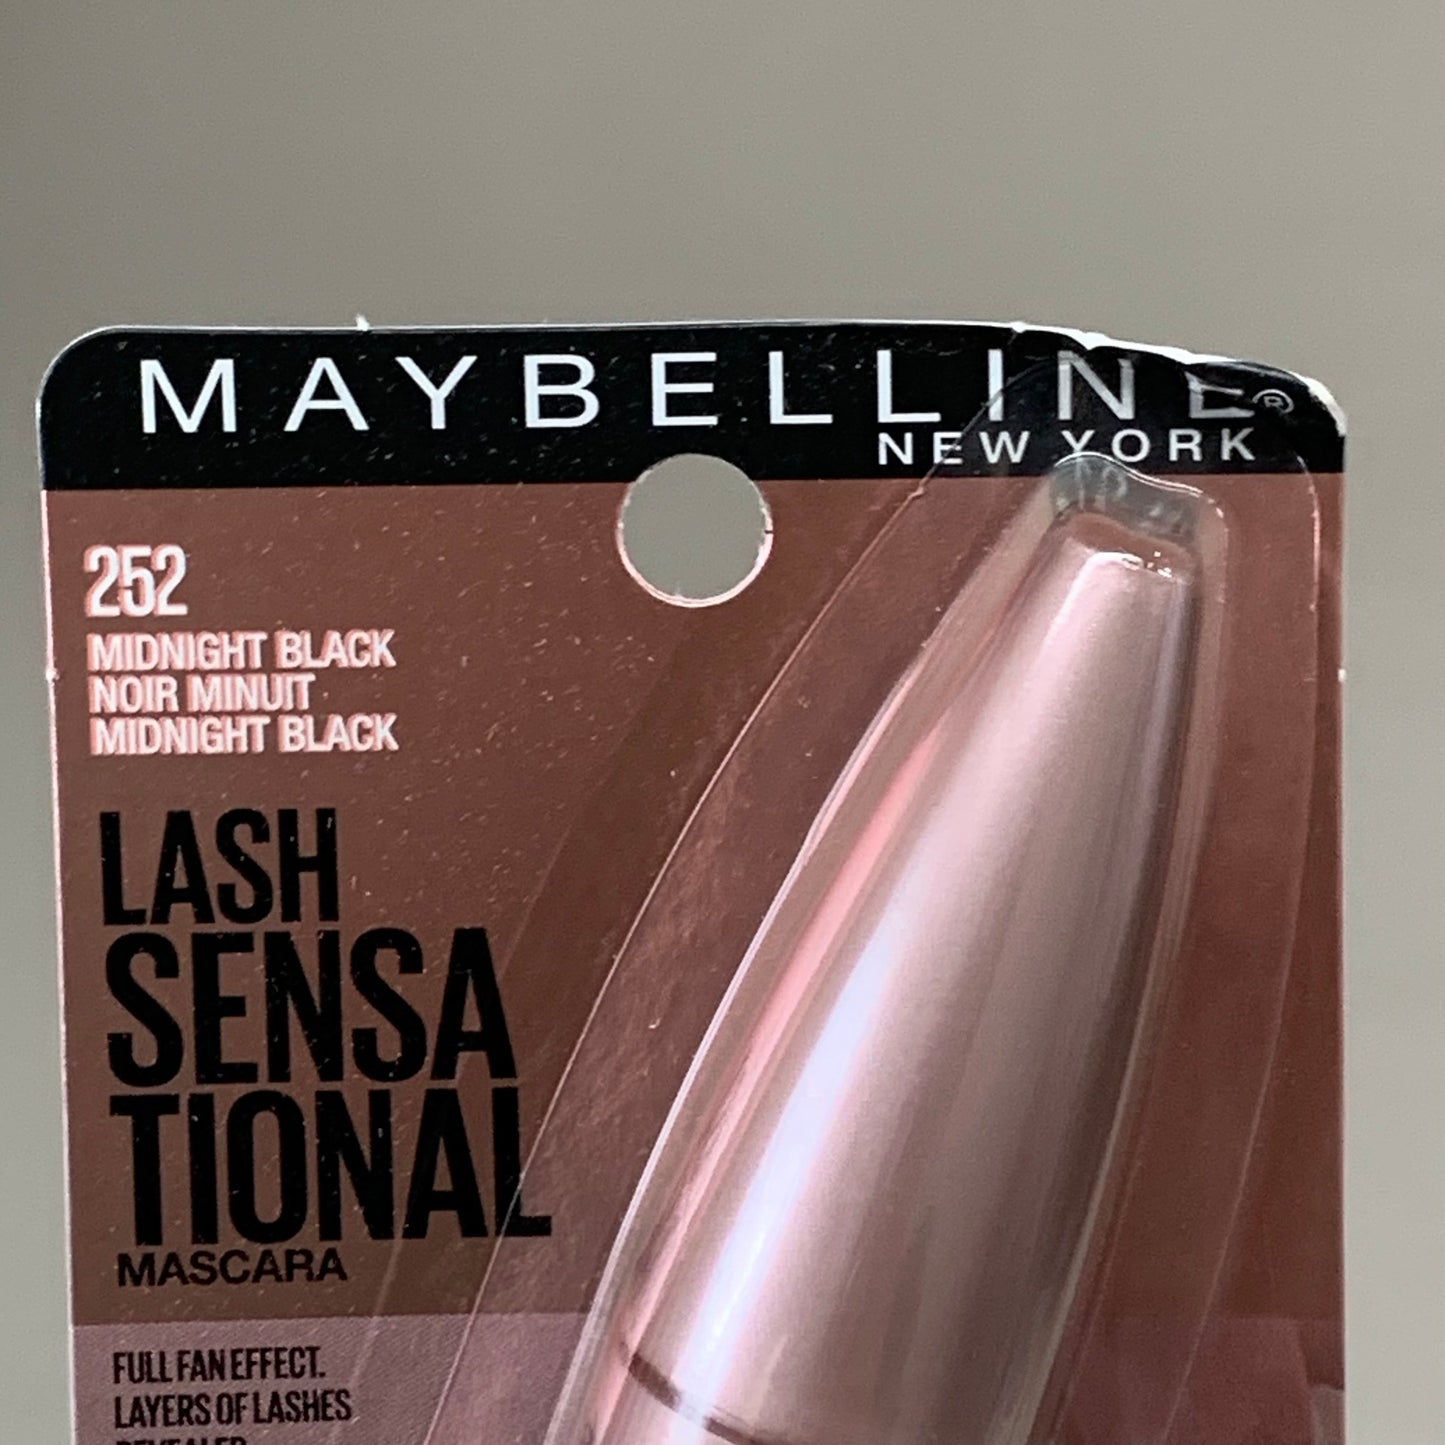 MAYBELLINE®
NEW YORK
252
MIDNIGHT BLACK
NOIR MINUIT
MIDNIGHT BLACK
LASH
SENSA
TIONAL
MASCARA
FULL FAN EFFECT.
LAYERS OF LASHES
REVEALED